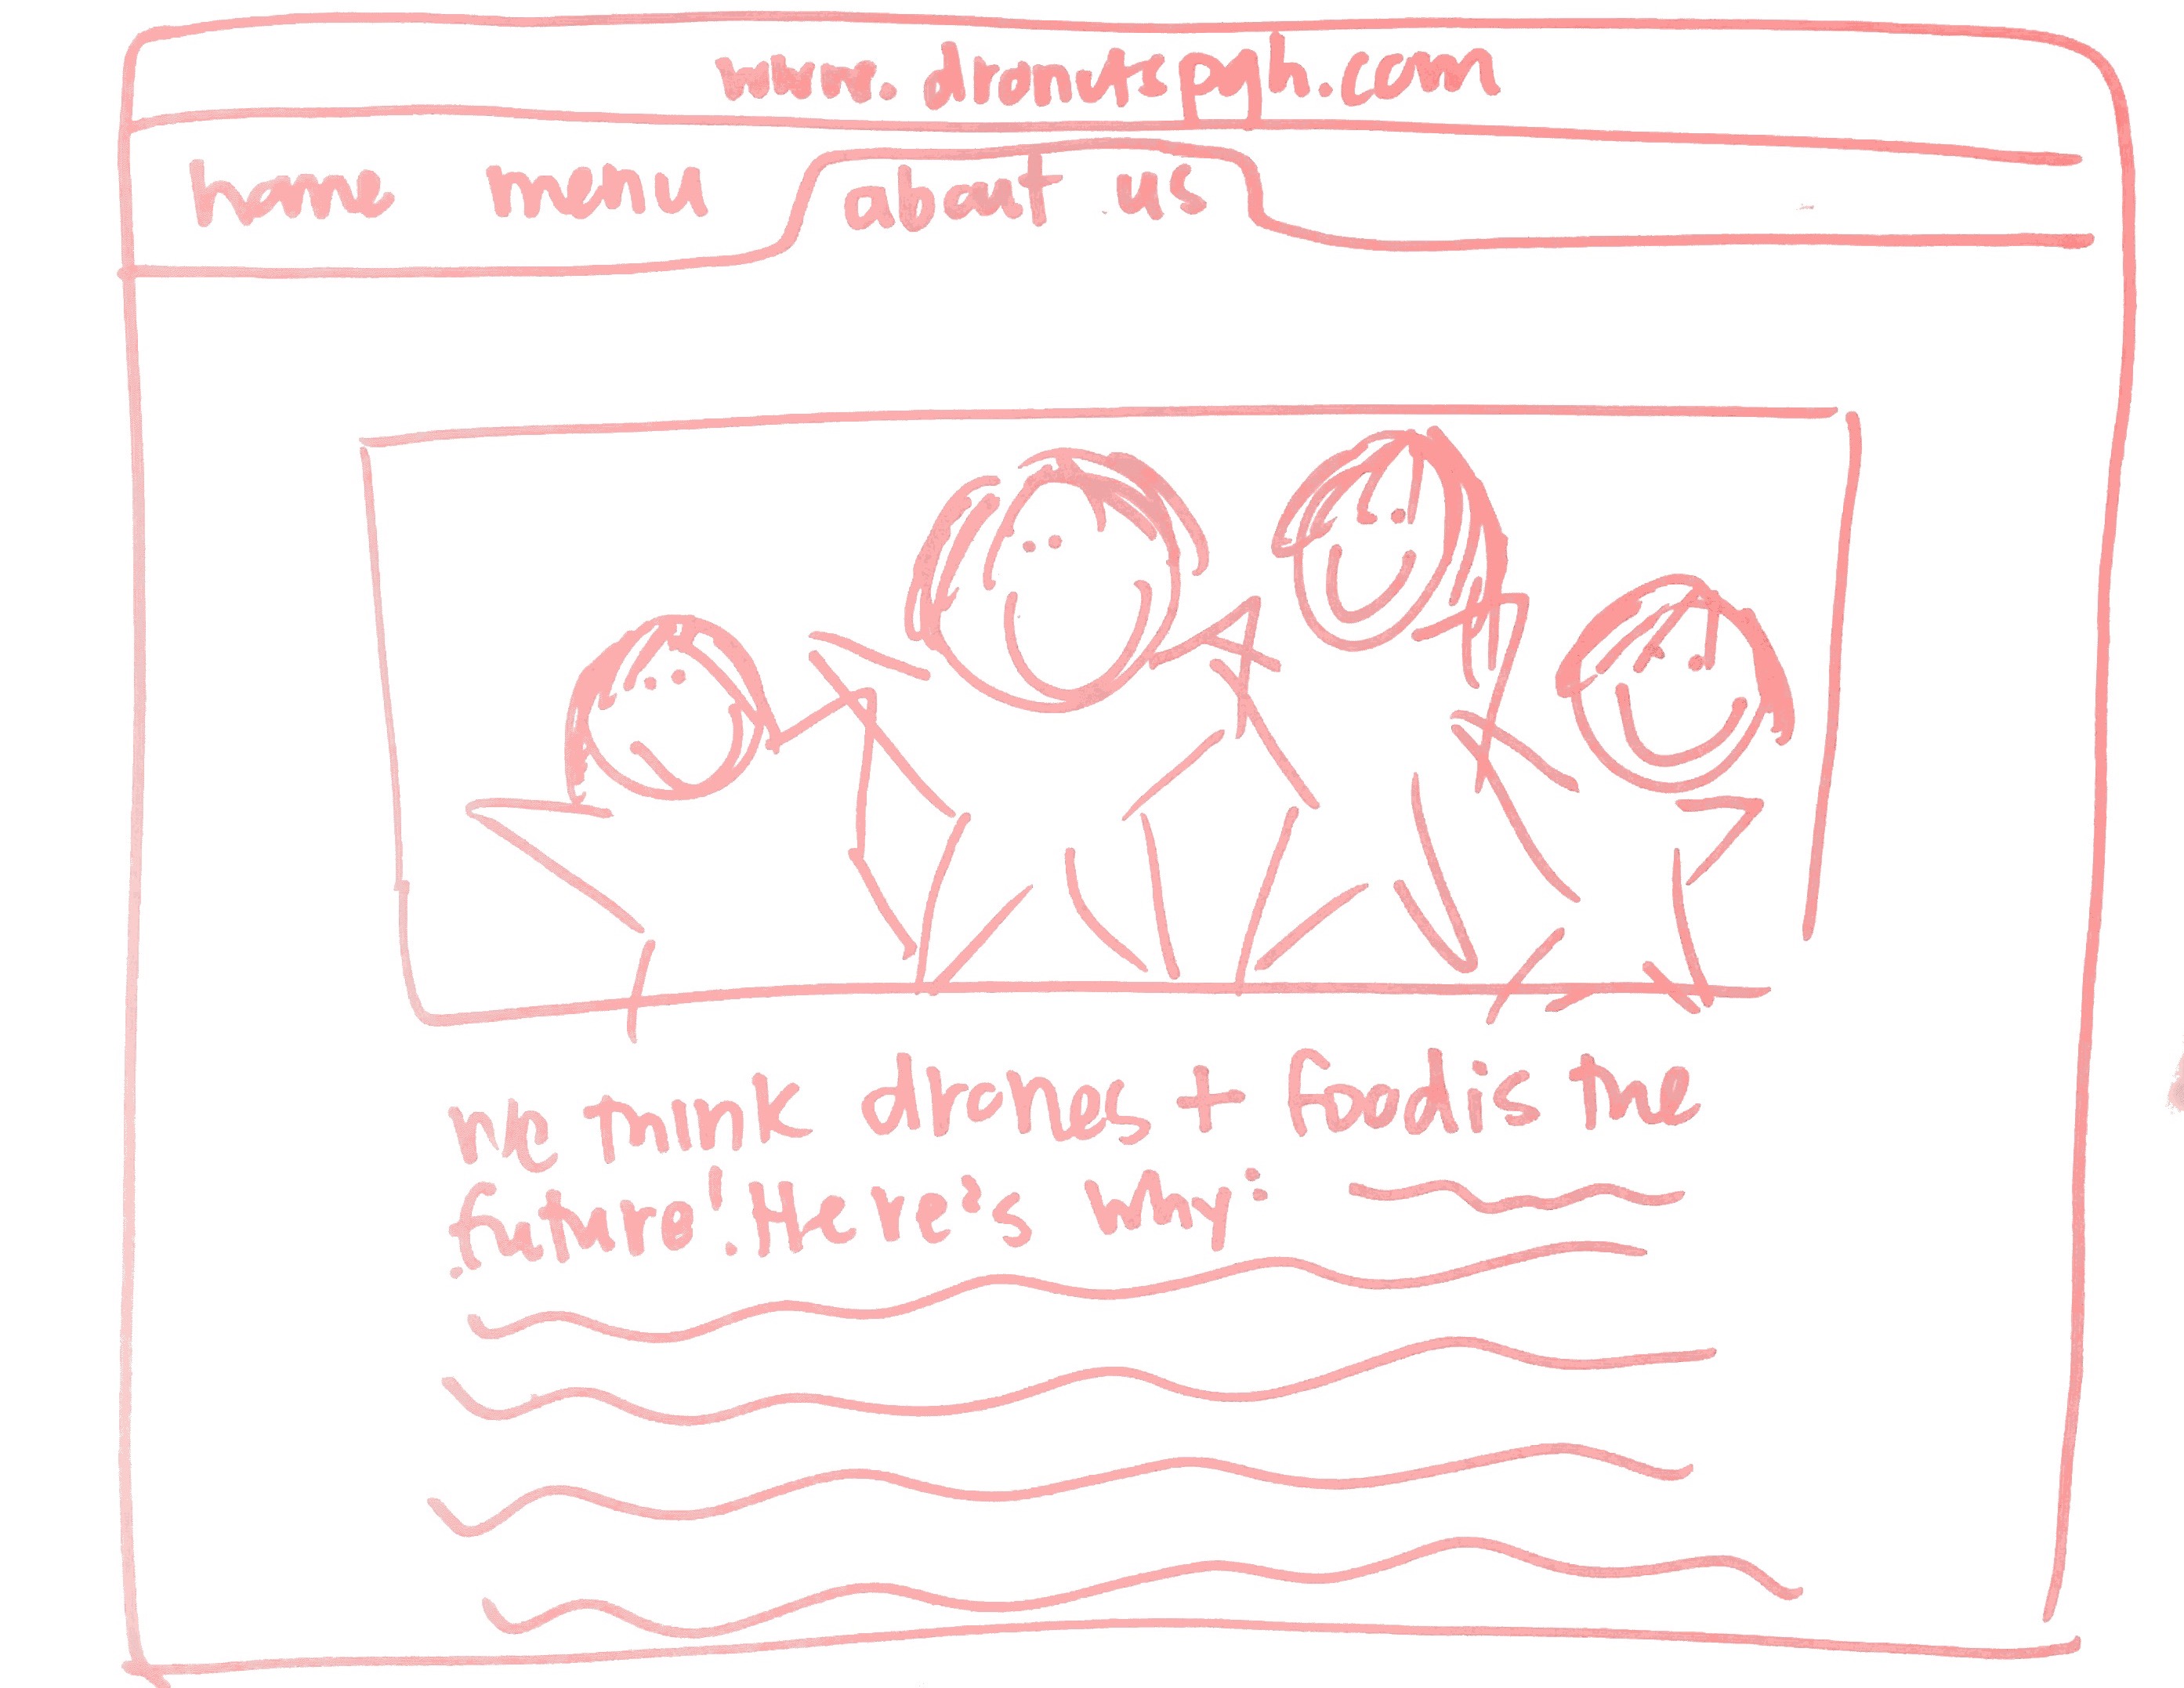 www.dronutspgh.com
home menu about us
We think drones + food is the
future! Here's why: